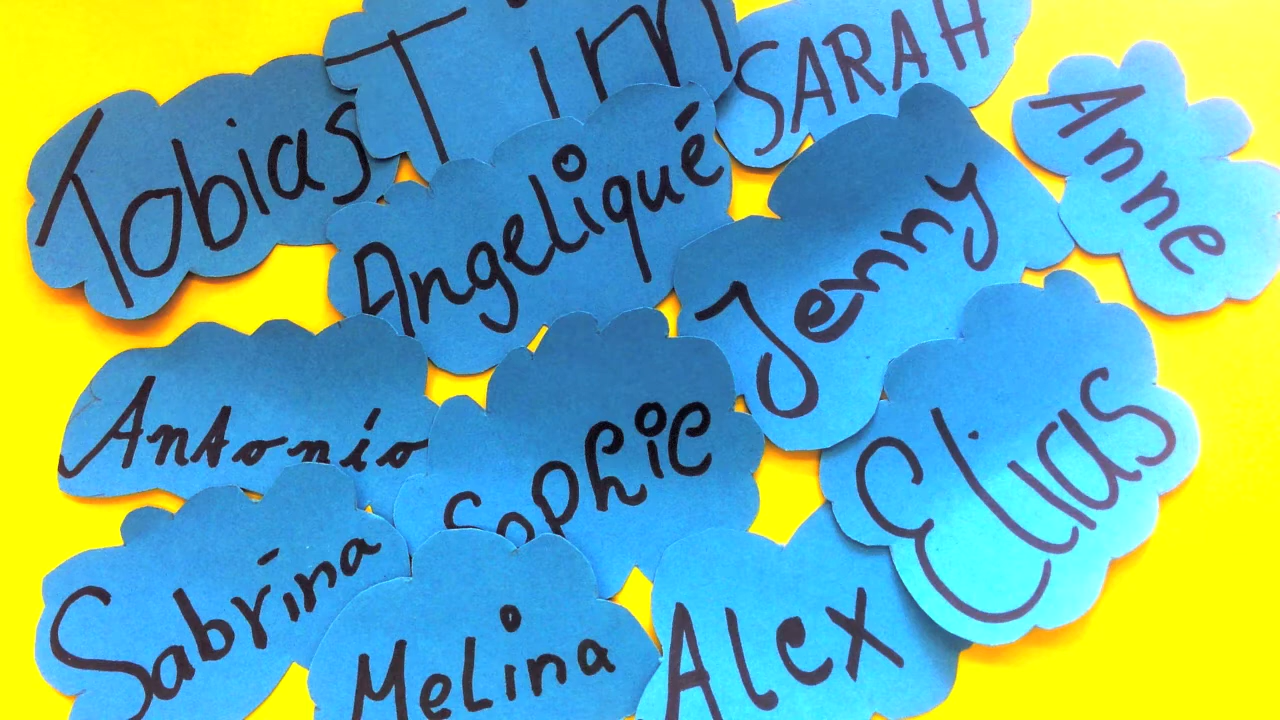 Tim
SARAH
Tobias
Angeliqué
Jenny
Anne
Antonio
Sophie
Elias
Sabrina
Melina
Alex